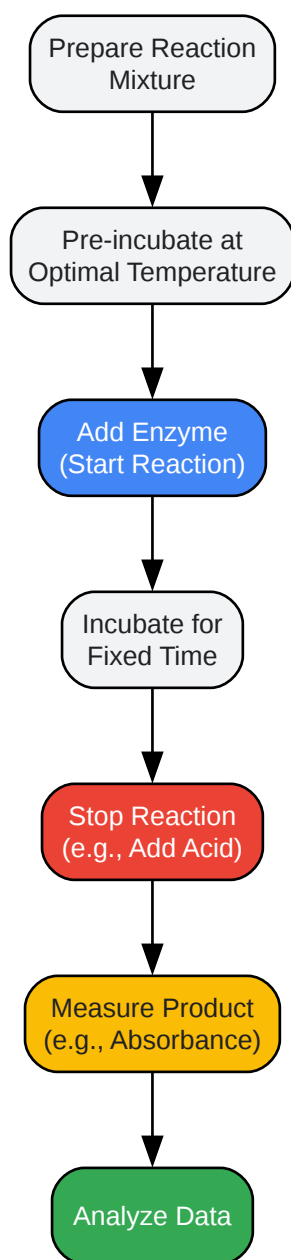 Prepare Reaction
Mixture
Pre-incubate at
Optimal Temperature
Add Enzyme
(Start Reaction)
Incubate for
Fixed Time
Stop Reaction
(e.g., Add Acid)
Measure Product
(e.g., Absorbance)
Analyze Data